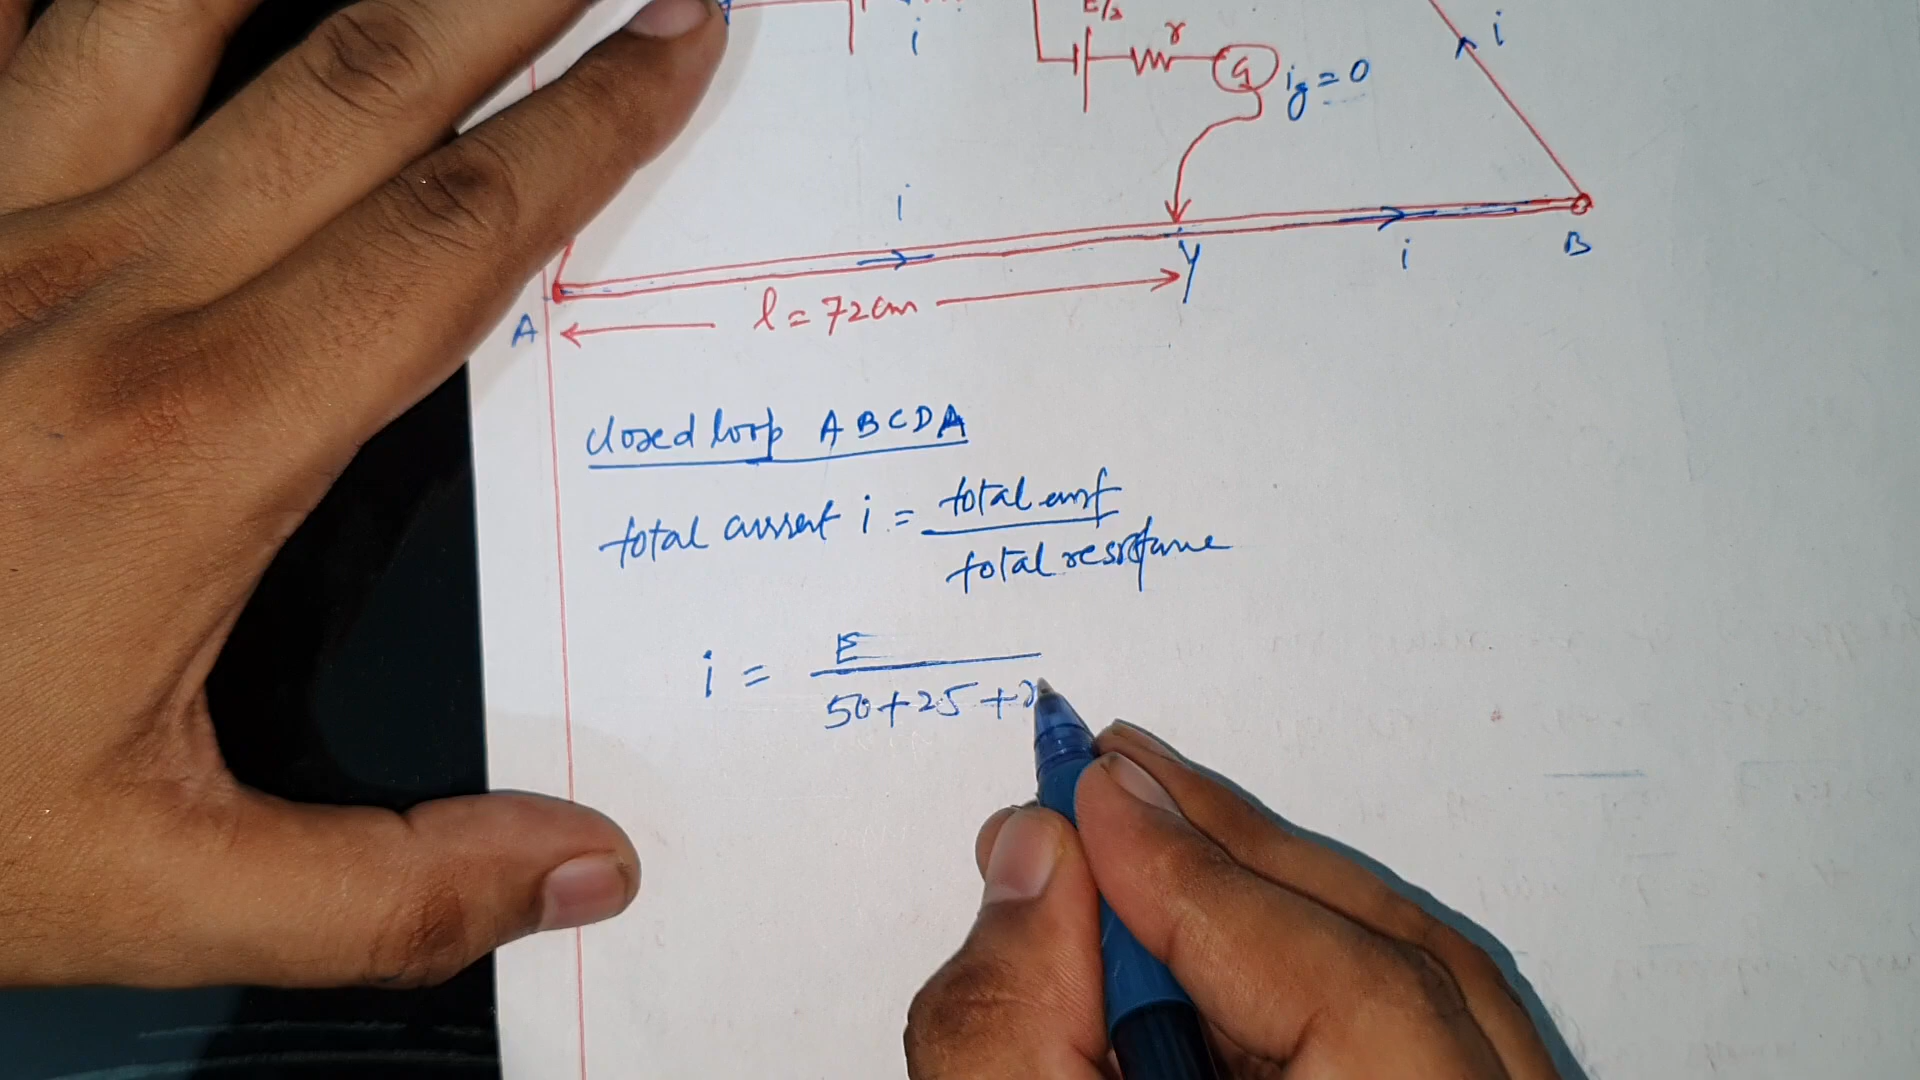 E/2
i
r
i
G
ig = 0
i
Y
i
B
A
l = 72cm
closed loop ABCDA
total current i = total emf
total resistance
i = E
50+25+r